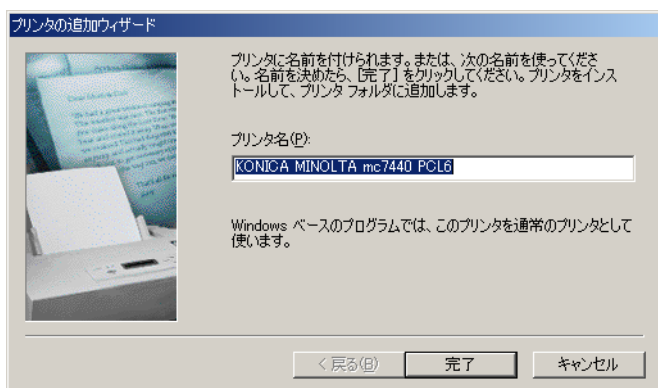 プリンタの追加ウィザード
プリンタに名前を付けられます。または、次の名前を使ってくださ
い。名前を決めたら、[完了] をクリックしてください。プリンタをインス
トールして、プリンタ フォルダに追加します。
プリンタ名(P):
KONICA MINOLTA mc7440 PCL6
Windows ベースのプログラムでは、このプリンタを通常のプリンタとして
使います。
< 戻る(B)
完了
キャンセル